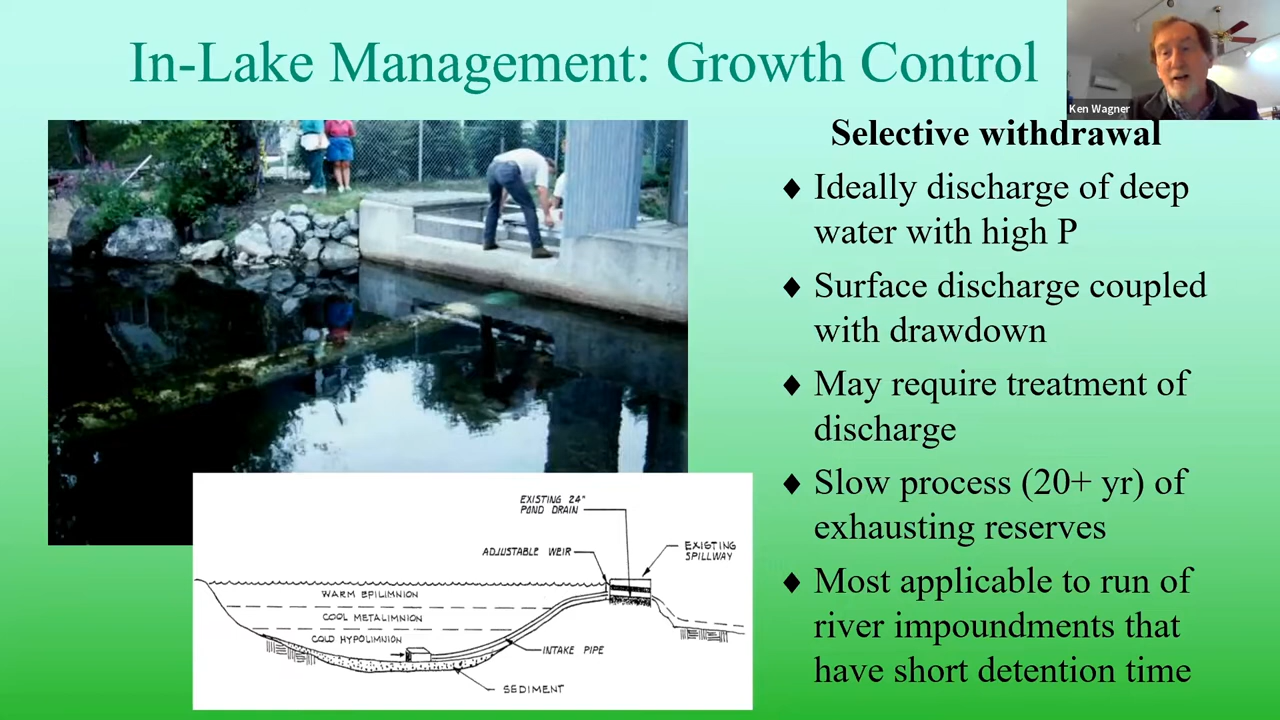 In-Lake Management: Growth Control
Ken Wagner
Selective withdrawal
♦ Ideally discharge of deep
water with high P
♦ Surface discharge coupled
with drawdown
♦ May require treatment of
discharge
♦ Slow process (20+ yr) of
exhausting reserves
♦ Most applicable to run of
river impoundments that
have short detention time
EXISTING 24"
POND DRAIN
ADJUSTABLE WEIR
EXISTING
SPILLWAY
WARM EPILIMNION
COOL METALIMNION
COLD HYPOLIMNION
INTAKE PIPE
SEDIMENT